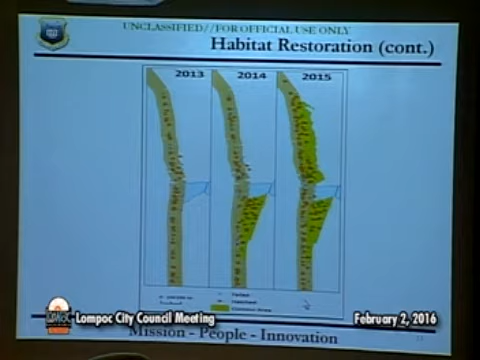 UNCLASSIFIED//FOR OFFICIAL USE ONLY
Habitat Restoration (cont.)
2013 2014 2015
LOMPOC
Lompoc City Council Meeting
February 2, 2016
Mission - People - Innovation